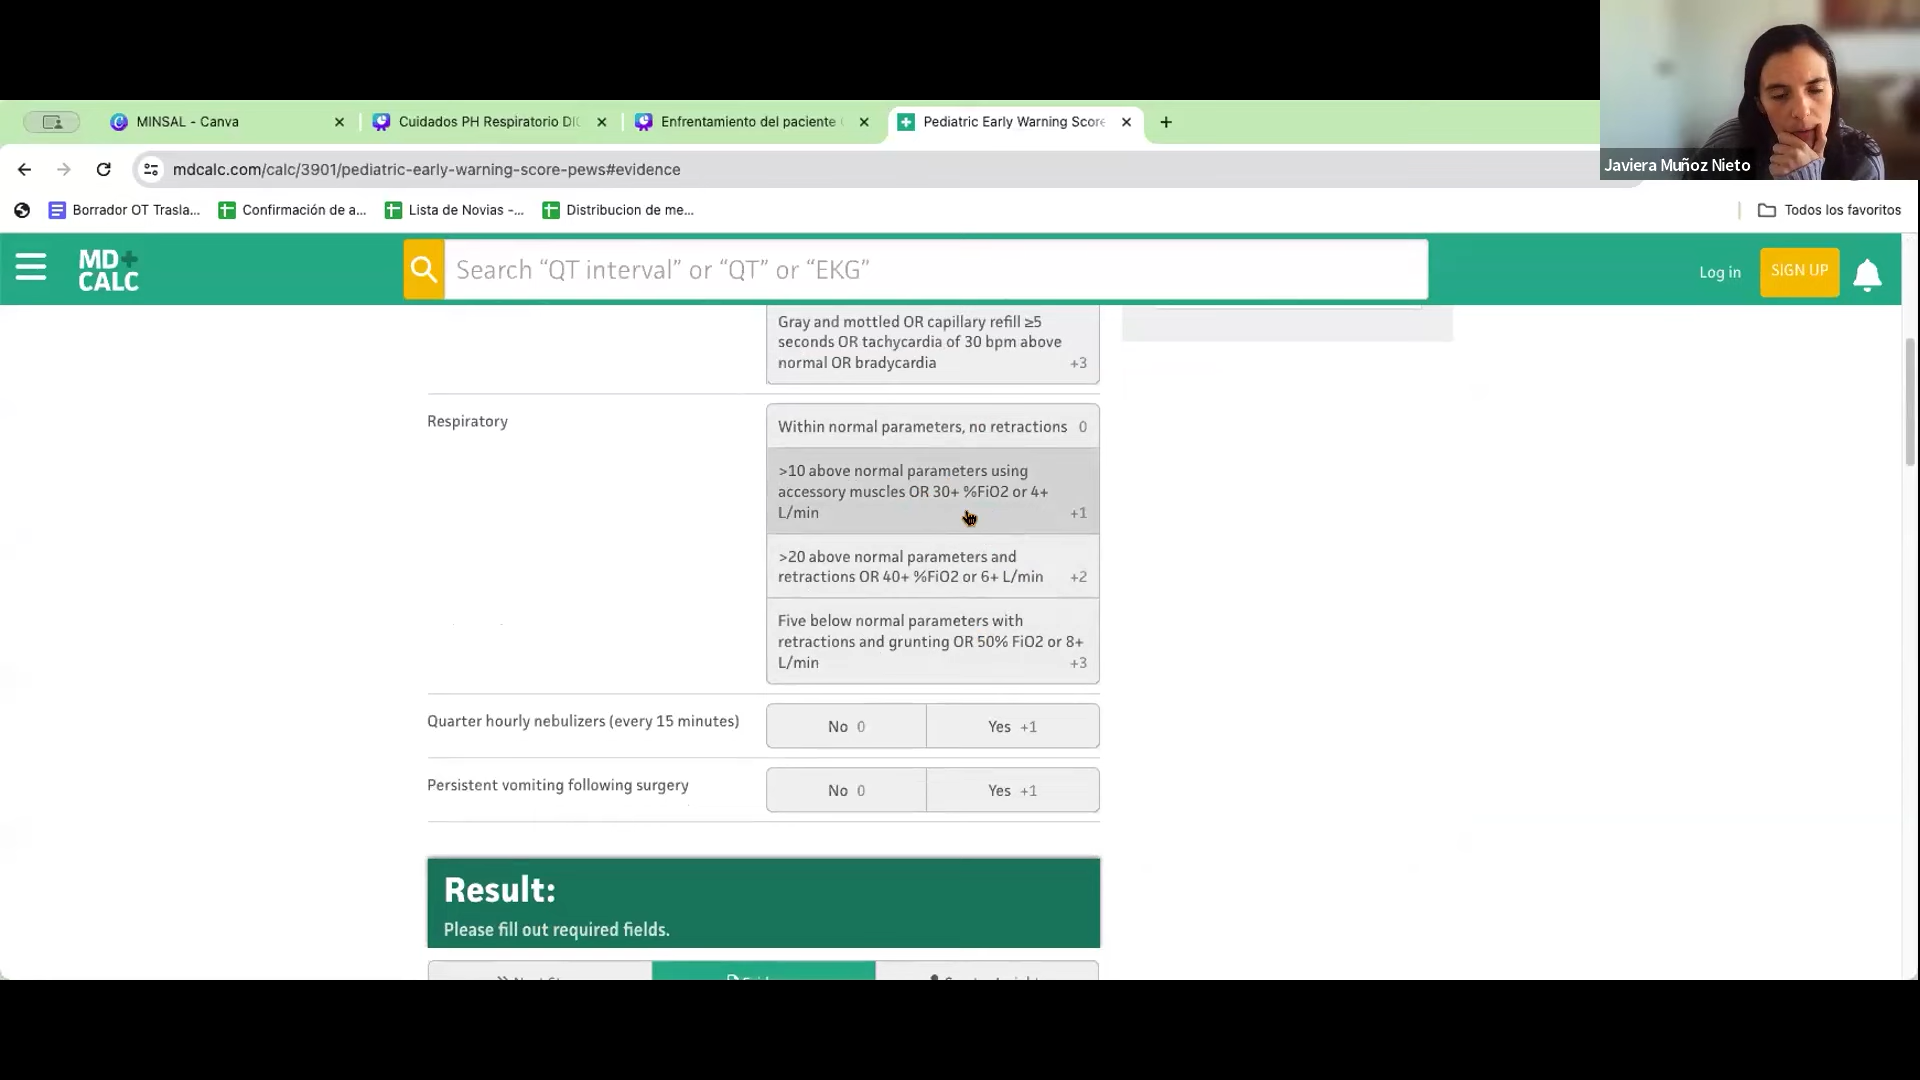 MINSAL - Canva
Cuidados PH Respiratorio
Enfrentamiento del paciente
Pediatric Early Warning Score
mdcalc.com/calc/3901/pediatric-early-warning-score-pews#evidence
Javiera Muñoz Nieto
Borrador OT Trasla...
Confirmación de a...
Lista de Novias -...
Distribucion de me...
Todos los favoritos
MD+
CALC
Search “QT interval” or “QT” or “EKG”
Log in
SIGN UP
Gray and mottled OR capillary refill ≥5
seconds OR tachycardia of 30 bpm above
normal OR bradycardia +3
Respiratory
Within normal parameters, no retractions 0
>10 above normal parameters using
accessory muscles OR 30+ %FiO2 or 4+
L/min +1
>20 above normal parameters and
retractions OR 40+ %FiO2 or 6+ L/min +2
Five below normal parameters with
retractions and grunting OR 50% FiO2 or 8+
L/min +3
Quarter hourly nebulizers (every 15 minutes)
No 0
Yes +1
Persistent vomiting following surgery
No 0
Yes +1
Result:
Please fill out required fields.